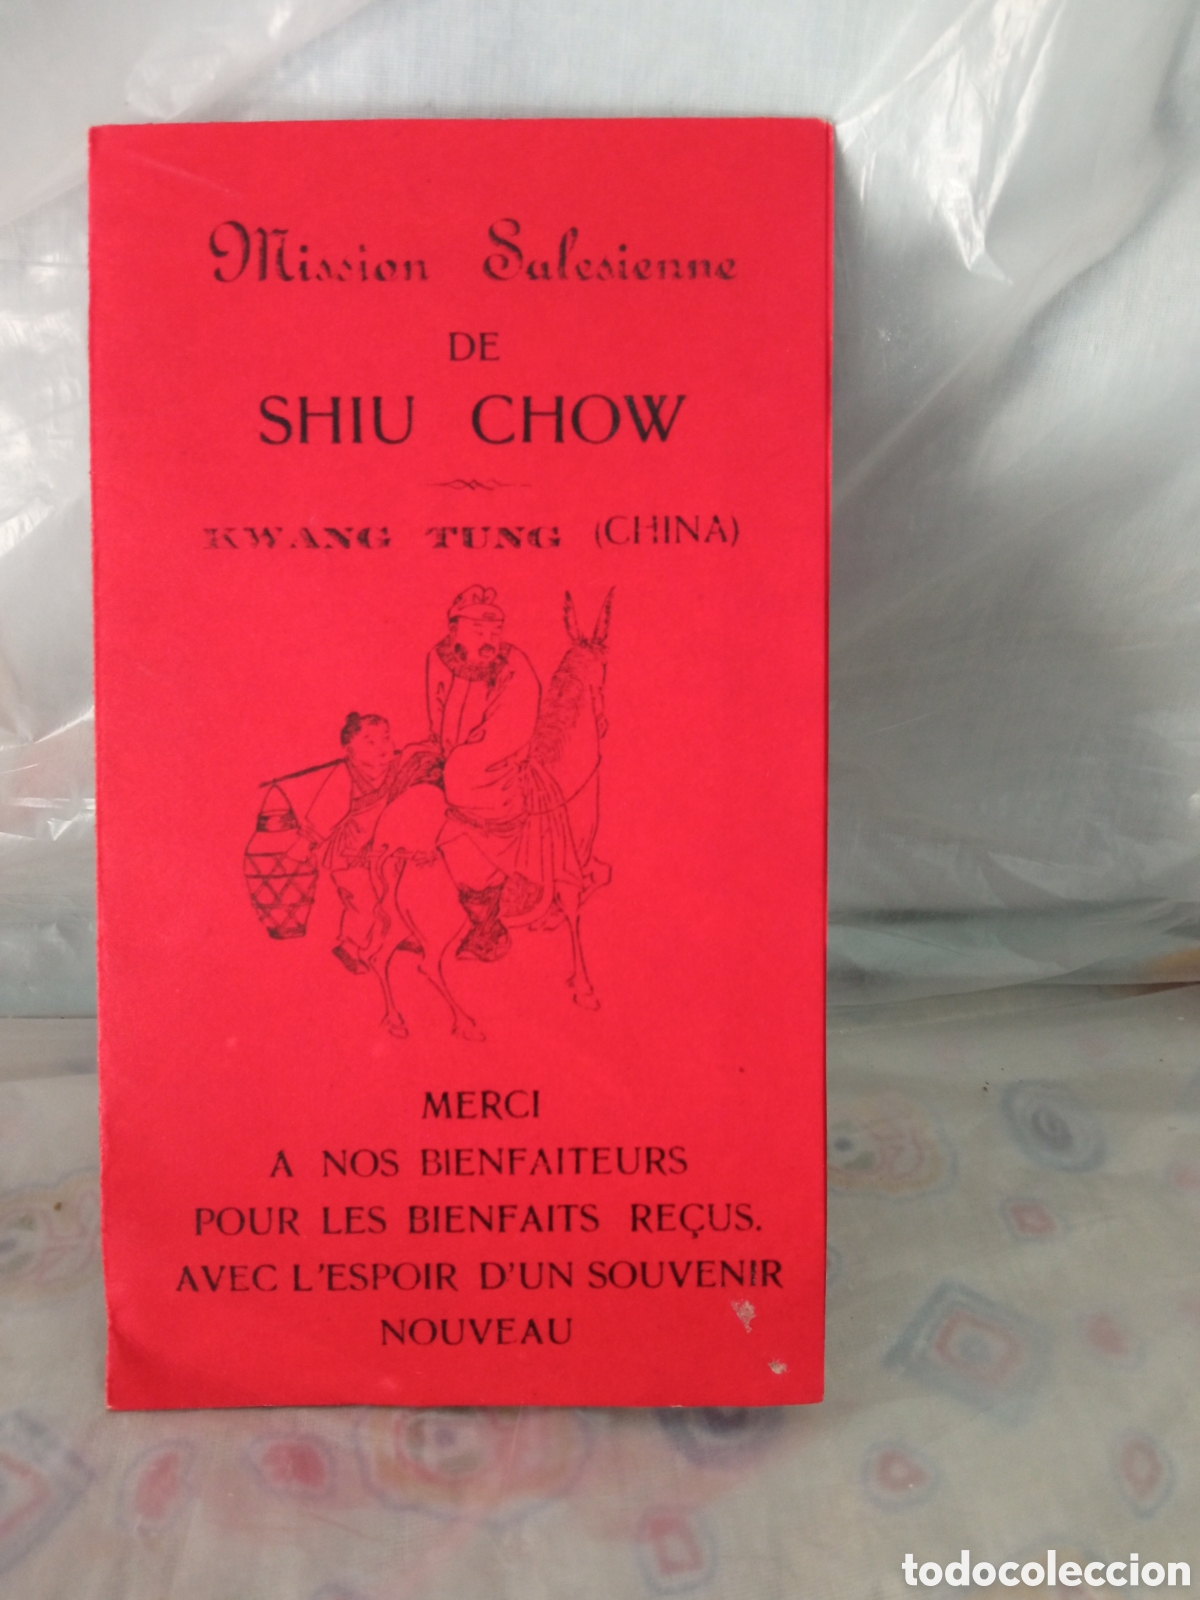 Mission Salesienne
DE
SHIU CHOW
KWANG TUNG (CHINA)
MERCI
A NOS BIENFAITEURS
POUR LES BIENFAITS REÇUS.
AVEC L'ESPOIR D'UN SOUVENIR
NOUVEAU
todocoleccion